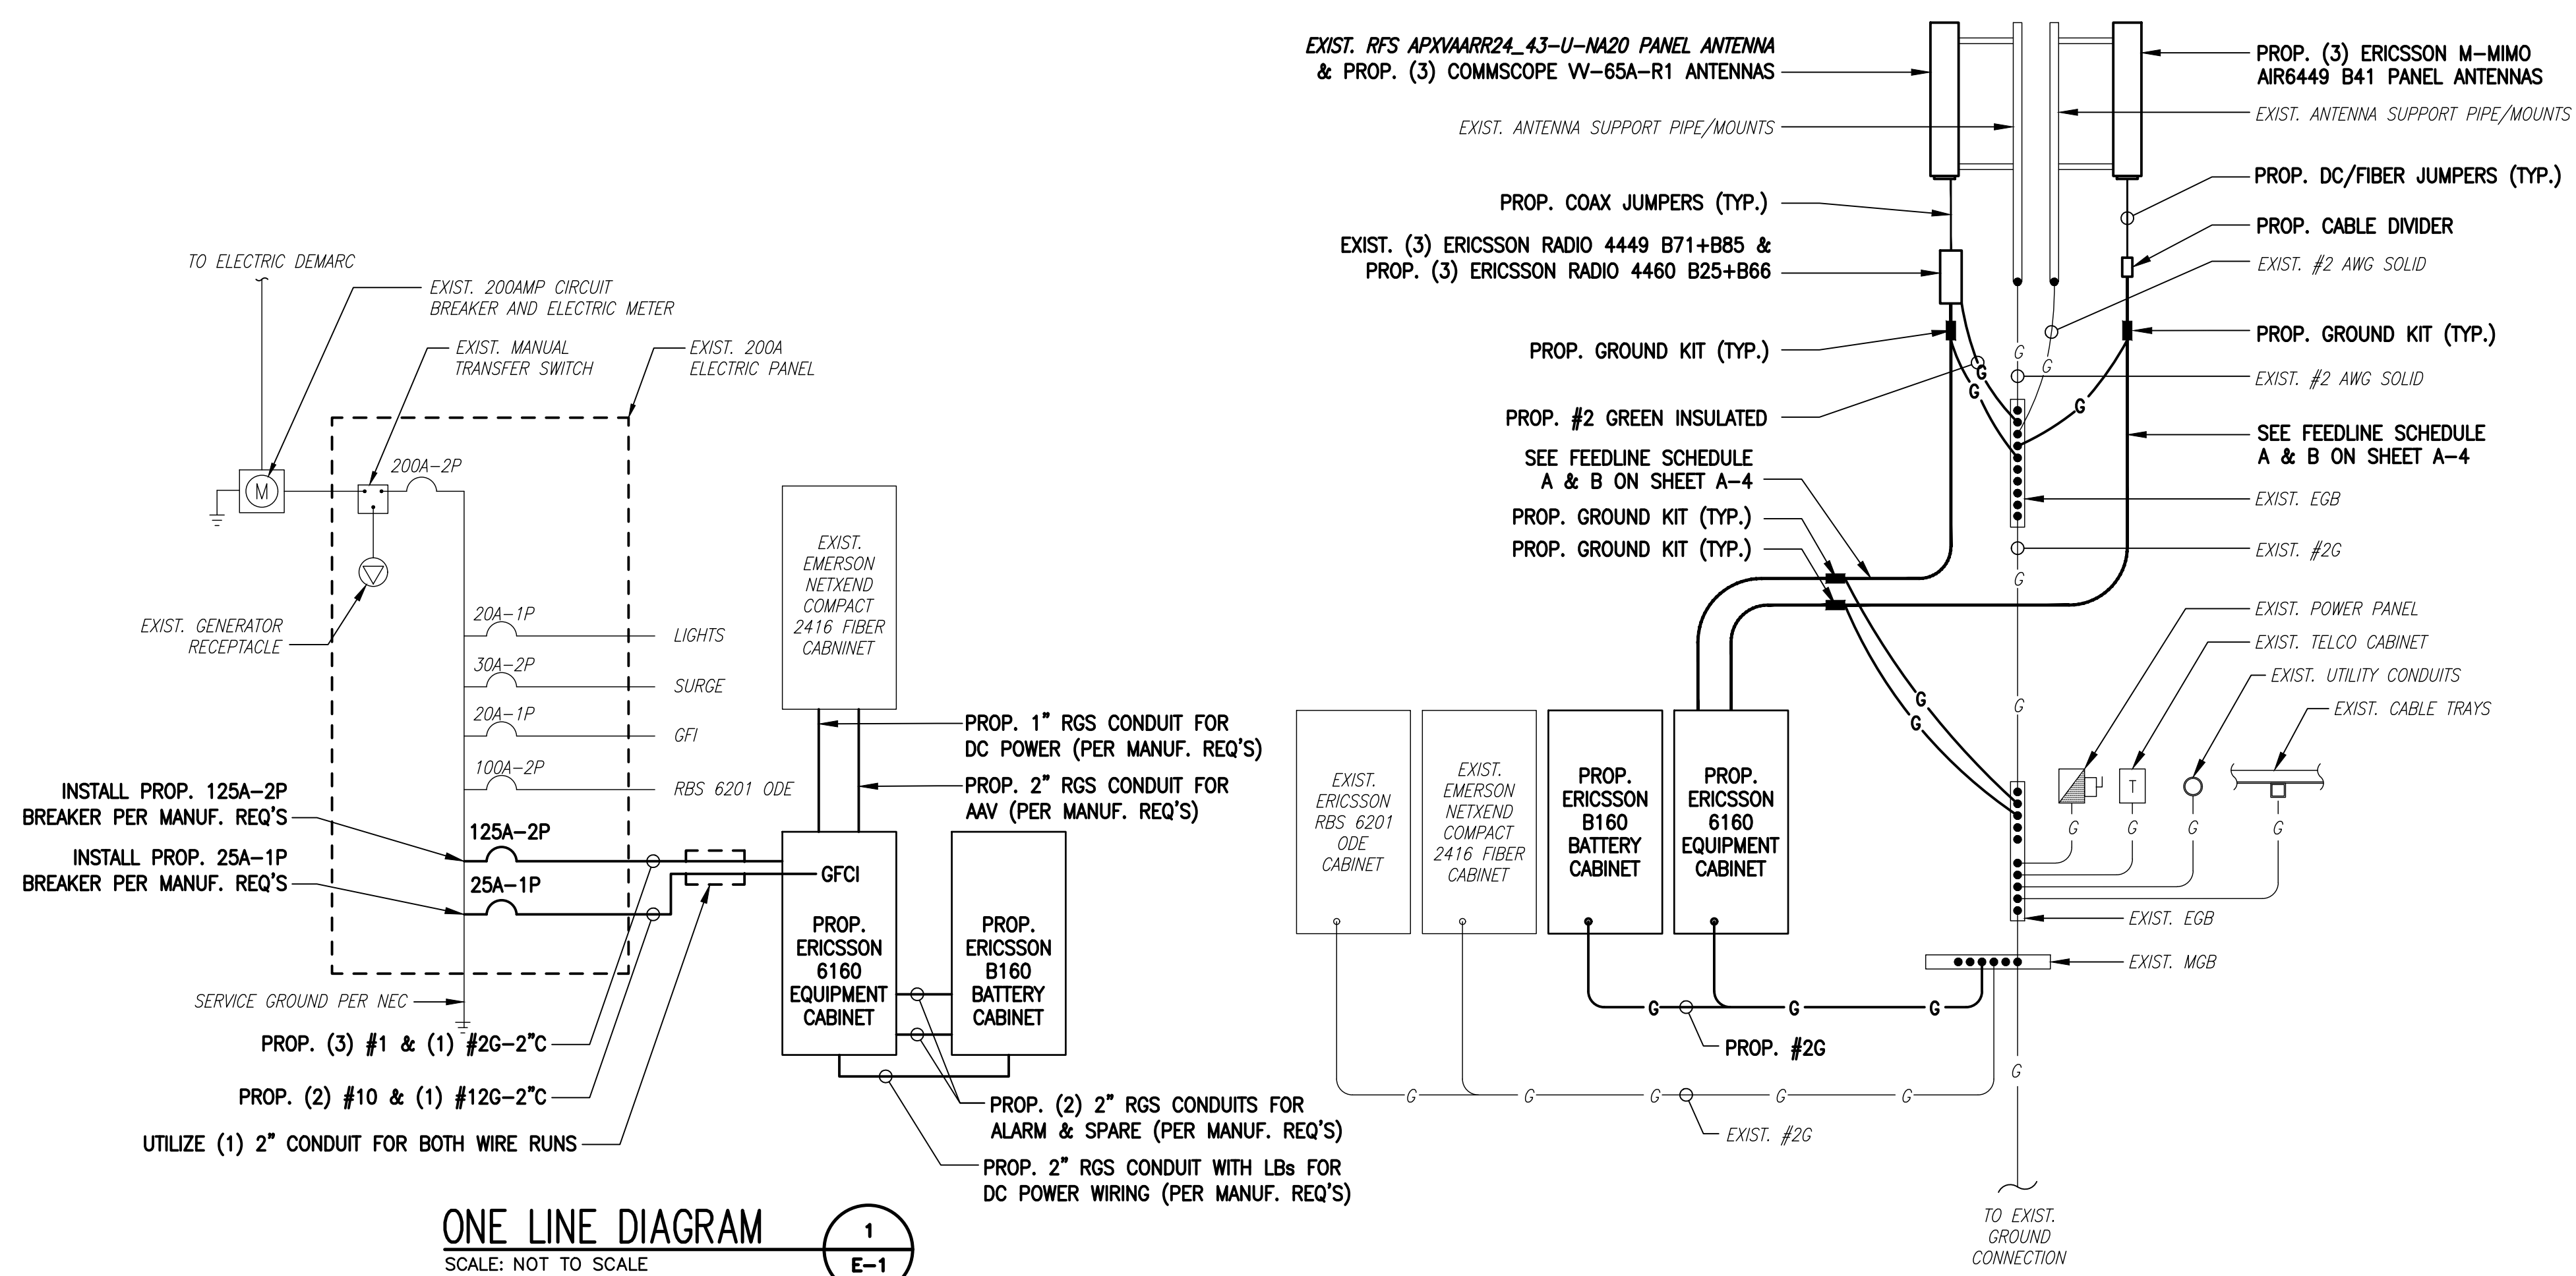 TO ELECTRIC DEMARC
EXIST. 200AMP CIRCUIT
BREAKER AND ELECTRIC METER
EXIST. MANUAL
TRANSFER SWITCH
EXIST. 200A
ELECTRIC PANEL
200A-2P
M
EXIST. GENERATOR
RECEPTACLE
20A-1P
LIGHTS
30A-2P
SURGE
20A-1P
GFI
100A-2P
RBS 6201 ODE
INSTALL PROP. 125A-2P
BREAKER PER MANUF. REQ'S
125A-2P
INSTALL PROP. 25A-1P
BREAKER PER MANUF. REQ'S
25A-1P
SERVICE GROUND PER NEC
PROP. (3) #1 & (1) #2G-2"C
PROP. (2) #10 & (1) #12G-2"C
UTILIZE (1) 2" CONDUIT FOR BOTH WIRE RUNS
EXIST.
EMERSON
NETXEND
COMPACT
2416 FIBER
CABNINET
PROP. 1" RGS CONDUIT FOR
DC POWER (PER MANUF. REQ'S)
PROP. 2" RGS CONDUIT FOR
AAV (PER MANUF. REQ'S)
GFCI
PROP.
ERICSSON
6160
EQUIPMENT
CABINET
PROP.
ERICSSON
B160
BATTERY
CABINET
PROP. (2) 2" RGS CONDUITS FOR
ALARM & SPARE (PER MANUF. REQ'S)
PROP. 2" RGS CONDUIT WITH LBs FOR
DC POWER WIRING (PER MANUF. REQ'S)
ONE LINE DIAGRAM
SCALE: NOT TO SCALE
1
E-1
EXIST. RFS APXVAARR24_43-U-NA20 PANEL ANTENNA
& PROP. (3) COMMSCOPE VV-65A-R1 ANTENNAS
EXIST. ANTENNA SUPPORT PIPE/MOUNTS
PROP. COAX JUMPERS (TYP.)
EXIST. (3) ERICSSON RADIO 4449 B71+B85 &
PROP. (3) ERICSSON RADIO 4460 B25+B66
PROP. GROUND KIT (TYP.)
PROP. #2 GREEN INSULATED
SEE FEEDLINE SCHEDULE
A & B ON SHEET A-4
PROP. GROUND KIT (TYP.)
PROP. GROUND KIT (TYP.)
PROP. (3) ERICSSON M-MIMO
AIR6449 B41 PANEL ANTENNAS
EXIST. ANTENNA SUPPORT PIPE/MOUNTS
PROP. DC/FIBER JUMPERS (TYP.)
PROP. CABLE DIVIDER
EXIST. #2 AWG SOLID
PROP. GROUND KIT (TYP.)
EXIST. #2 AWG SOLID
SEE FEEDLINE SCHEDULE
A & B ON SHEET A-4
EXIST. EGB
EXIST. #2G
EXIST. POWER PANEL
EXIST. TELCO CABINET
EXIST. UTILITY CONDUITS
EXIST. CABLE TRAYS
G
G
G
G
G
G
G
G
G
T
G
G
G
G
EXIST.
ERICSSON
RBS 6201
ODE
CABINET
EXIST.
EMERSON
NETXEND
COMPACT
2416 FIBER
CABINET
PROP.
ERICSSON
B160
BATTERY
CABINET
PROP.
ERICSSON
6160
EQUIPMENT
CABINET
EXIST. EGB
EXIST. MGB
G
G
G
PROP. #2G
G
G
G
G
G
G
EXIST. #2G
TO EXIST.
GROUND
CONNECTION